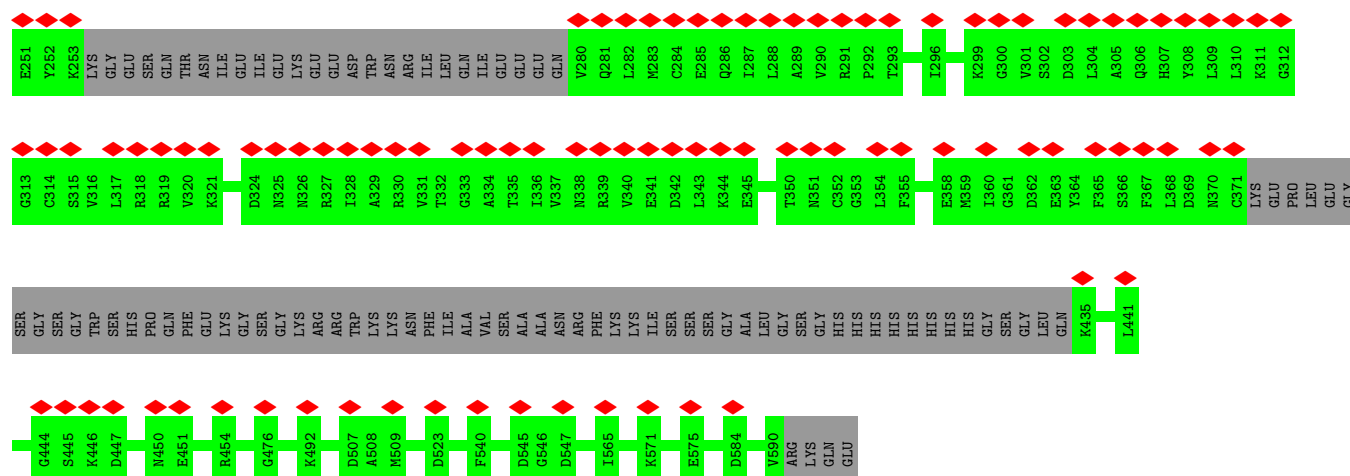 E251 Y252 K253 LYS GLY GLU SER GLN THR ASN ILE GLU ILE GLU LYS GLU GLU ASP TRP ASN ARG ILE LEU GLN ILE GLU GLU GLU GLN V280 Q281 L282 M283 C284 E285 Q286 I287 L288 A289 V290 R291 P292 T293 I296 K299 G300 V301 S302 D303 L304 A305 Q306 H307 Y308 L309 L310 K311 G312
G313 C314 S315 V316 L317 R318 R319 V320 K321 D324 N325 N326 R327 I328 A329 R330 V331 T332 G333 A334 T335 I336 V337 N338 R339 V340 E341 D342 L343 K344 E345 T350 N351 C352 G353 L354 F355 E358 M359 I360 G361 D362 E363 Y364 F365 S366 F367 L368 D369 N370 C371 LYS GLU PRO LEU GLU GLY
SER GLY SER GLY TRP SER HIS PRO GLN PHE GLU LYS GLY SER GLY LYS ARG ARG TRP LYS LYS ASN PHE ILE ALA VAL SER ALA ALA ASN ARG PHE LYS LYS ILE SER SER SER GLY ALA LEU GLY SER GLY HIS HIS HIS HIS HIS HIS HIS HIS GLY SER GLY LEU GLN K435 L441
G444 S445 K446 D447 N450 E451 R454 G476 K492 D507 A508 M509 D523 F540 D545 G546 D547 I565 K571 E575 D584 V590 ARG LYS GLN GLU